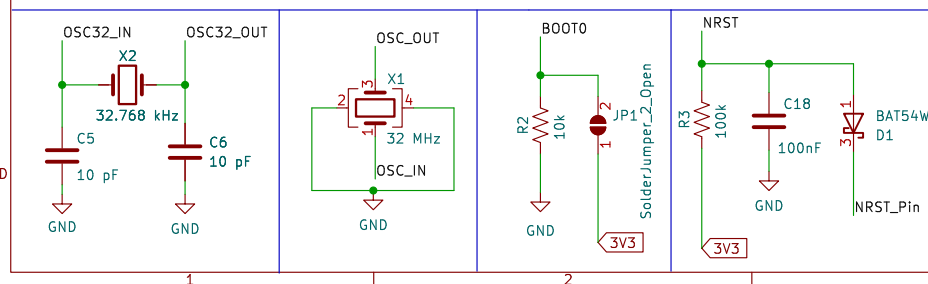 OSC32_IN
OSC32_OUT
X2
32.768 kHz
C5
10 pF
C6
10 pF
GND
GND
OSC_OUT
X1
3
2
4
1
32 MHz
OSC_IN
GND
BOOT0
R2
10k
JP1
SolderJumper_2_Open
2
1
GND
3V3
NRST
R3
100k
C18
100nF
GND
1
3
BAT54W
D1
NRST_Pin
3V3
D
1
2